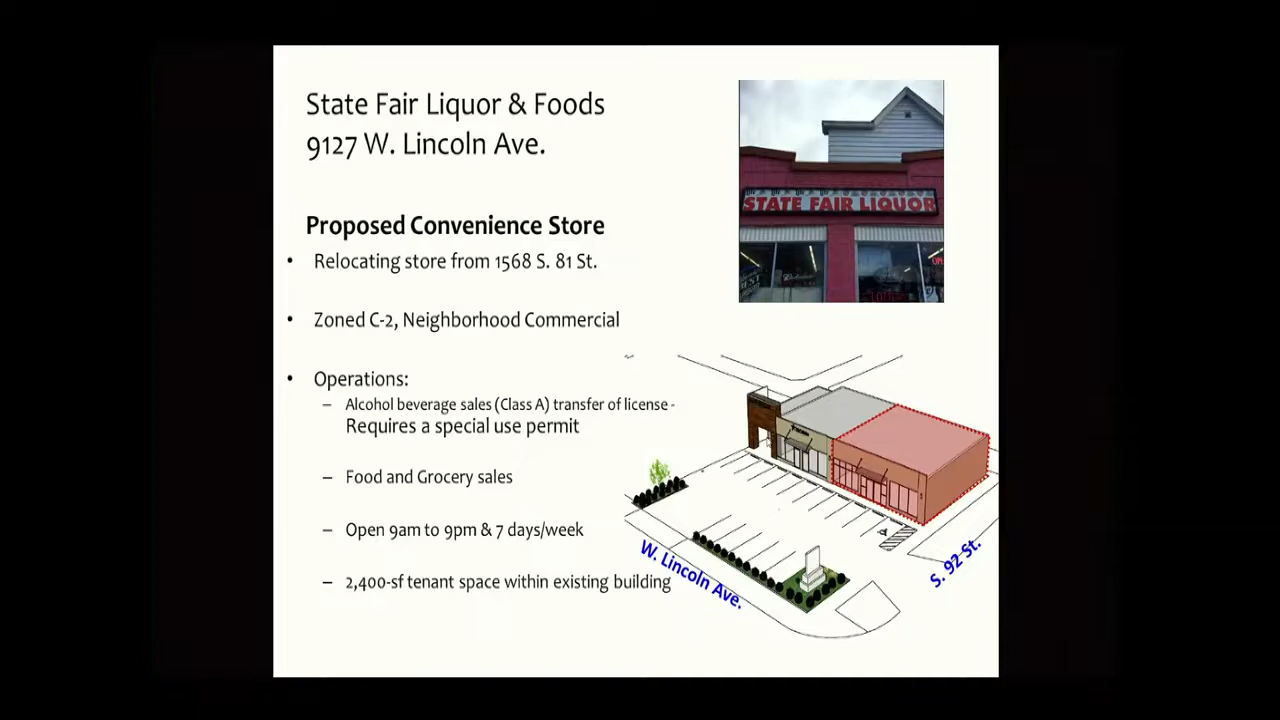 State Fair Liquor & Foods
9127 W. Lincoln Ave.
STATE FAIR LIQUOR
Proposed Convenience Store
• Relocating store from 1568 S. 81 St.
• Zoned C-2, Neighborhood Commercial
• Operations:
– Alcohol beverage sales (Class A) transfer of license -
Requires a special use permit
– Food and Grocery sales
– Open 9am to 9pm & 7 days/week
– 2,400-sf tenant space within existing building
W. Lincoln Ave.
S. 92 St.